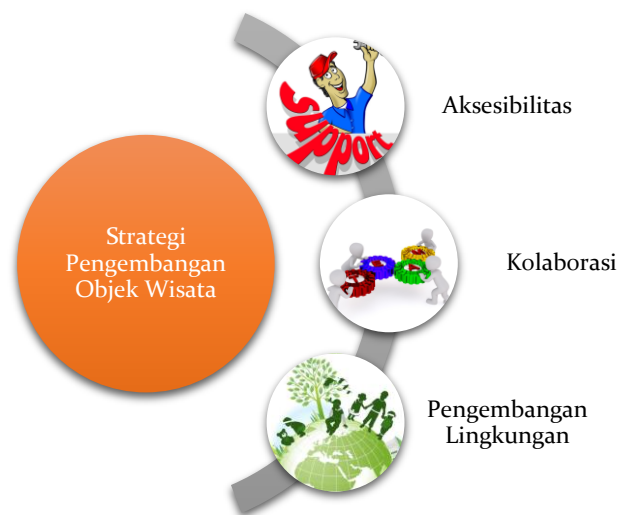 support
Aksesibilitas
Strategi
Pengembangan
Objek Wisata
Kolaborasi
Pengembangan
Lingkungan